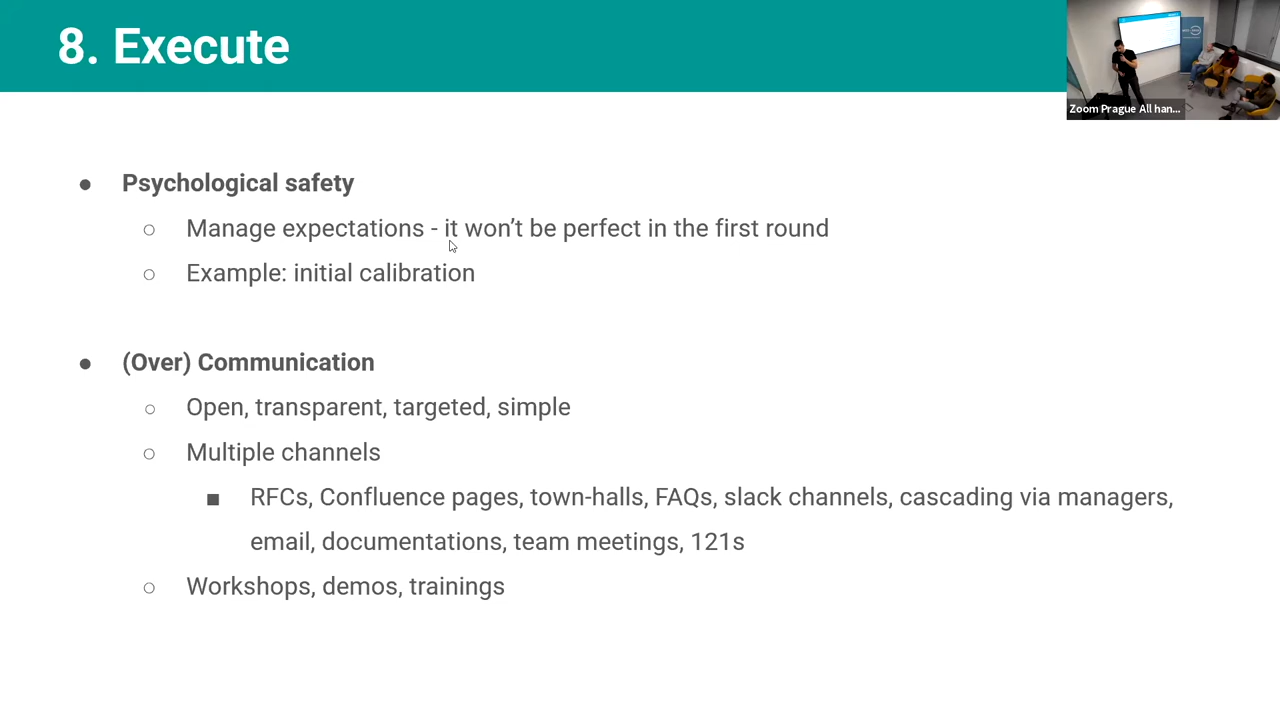 8. Execute
Zoom Prague All han...
Psychological safety
Manage expectations - it won't be perfect in the first round
Example: initial calibration
(Over) Communication
Open, transparent, targeted, simple
Multiple channels
RFCs, Confluence pages, town-halls, FAQs, slack channels, cascading via managers,
email, documentations, team meetings, 121s
Workshops, demos, trainings